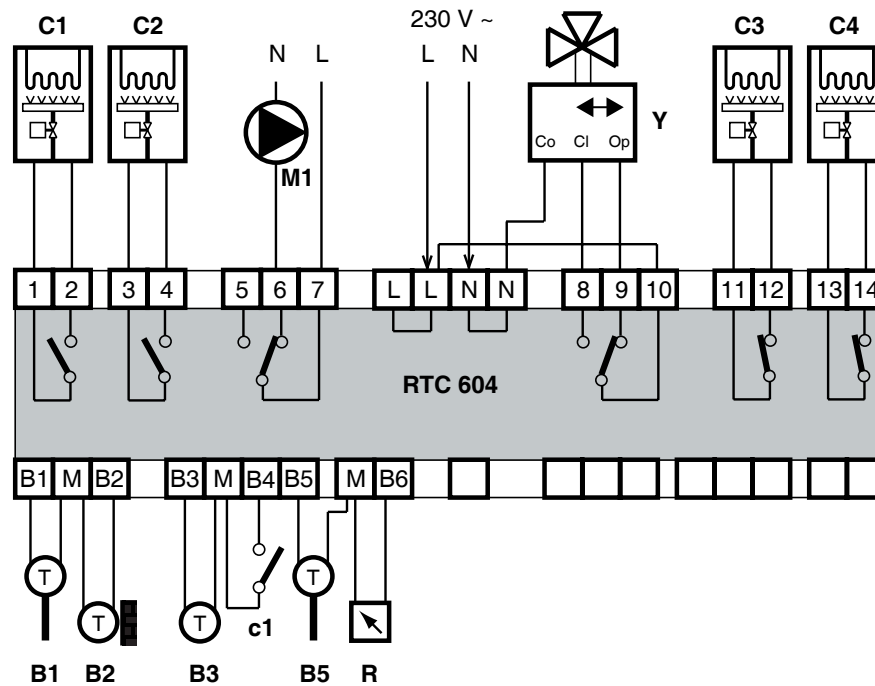 C1 C2 230 V ~ C3 C4
N L L N
Y
Co Cl Op
M1
1 2 3 4 5 6 7 L L N N 8 9 10 11 12 13 14
RTC 604
B1 M B2 B3 M B4 B5 M B6
T T
T T c1
B1 B2 B3 B5 R